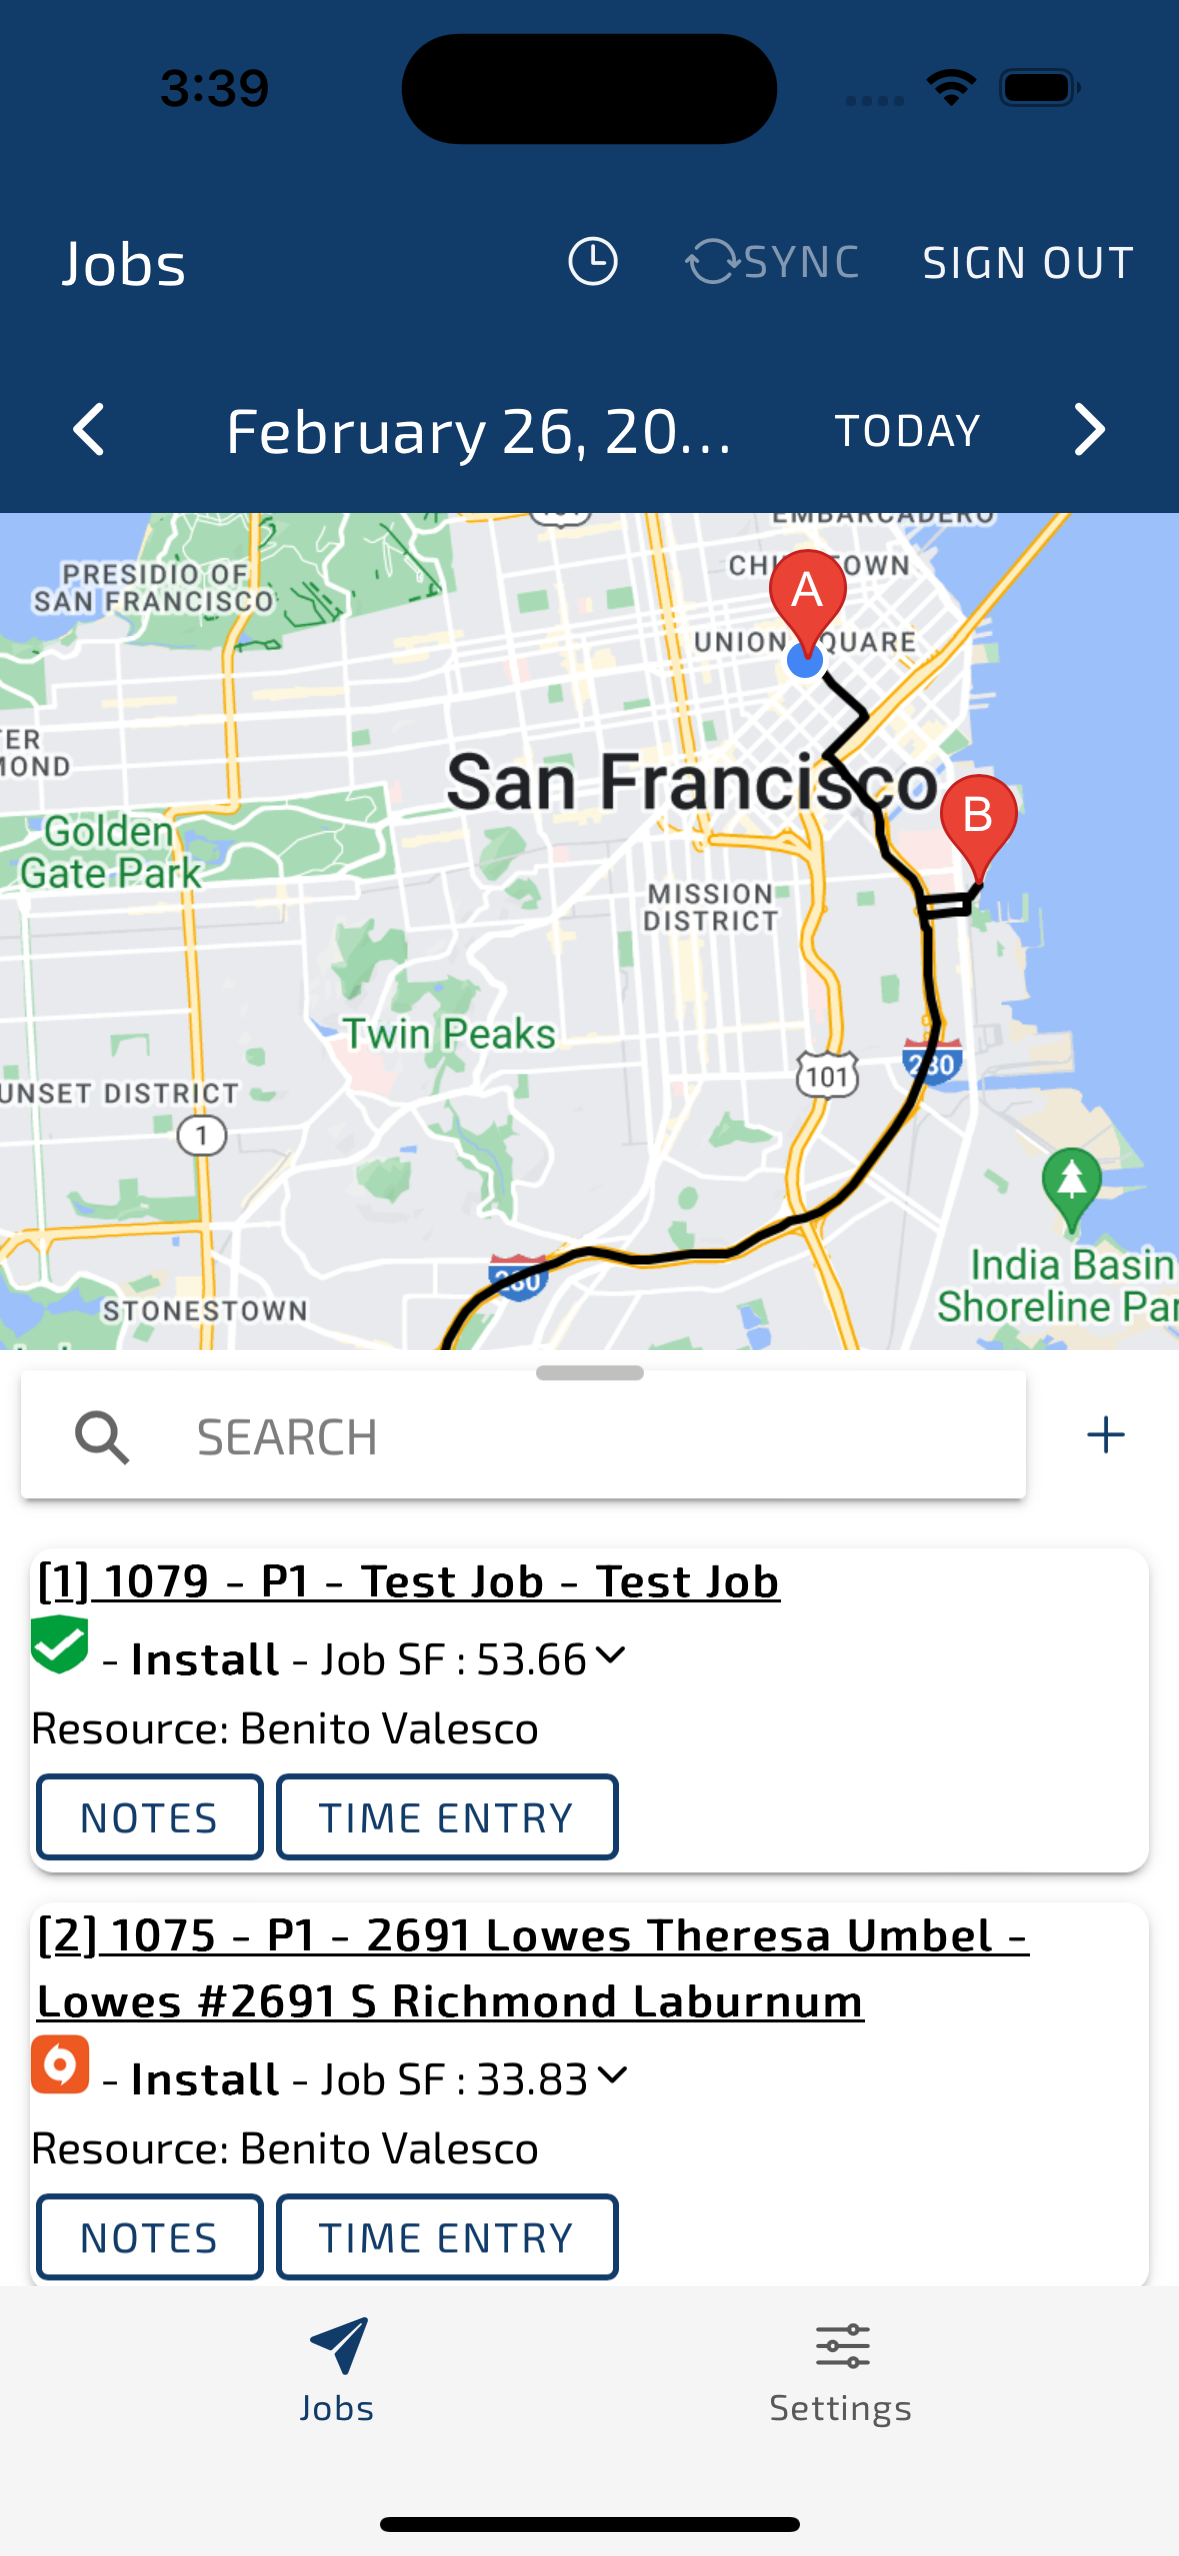 3:39
Jobs
SYNC
SIGN OUT
February 26, 20...
TODAY
EMBARCADERO
PRESIDIO OF
SAN FRANCISCO
A
UNION SQUARE
San Francisco
B
Golden
Gate Park
MISSION
DISTRICT
Twin Peaks
101
280
UNSET DISTRICT
1
280
STONESTOWN
India Basin
Shoreline Par
SEARCH
[1] 1079 - P1 - Test Job - Test Job
- Install - Job SF : 53.66
Resource: Benito Valesco
NOTES
TIME ENTRY
[2] 1075 - P1 - 2691 Lowes Theresa Umbel -
Lowes #2691 S Richmond Laburnum
- Install - Job SF : 33.83
Resource: Benito Valesco
NOTES
TIME ENTRY
Jobs
Settings